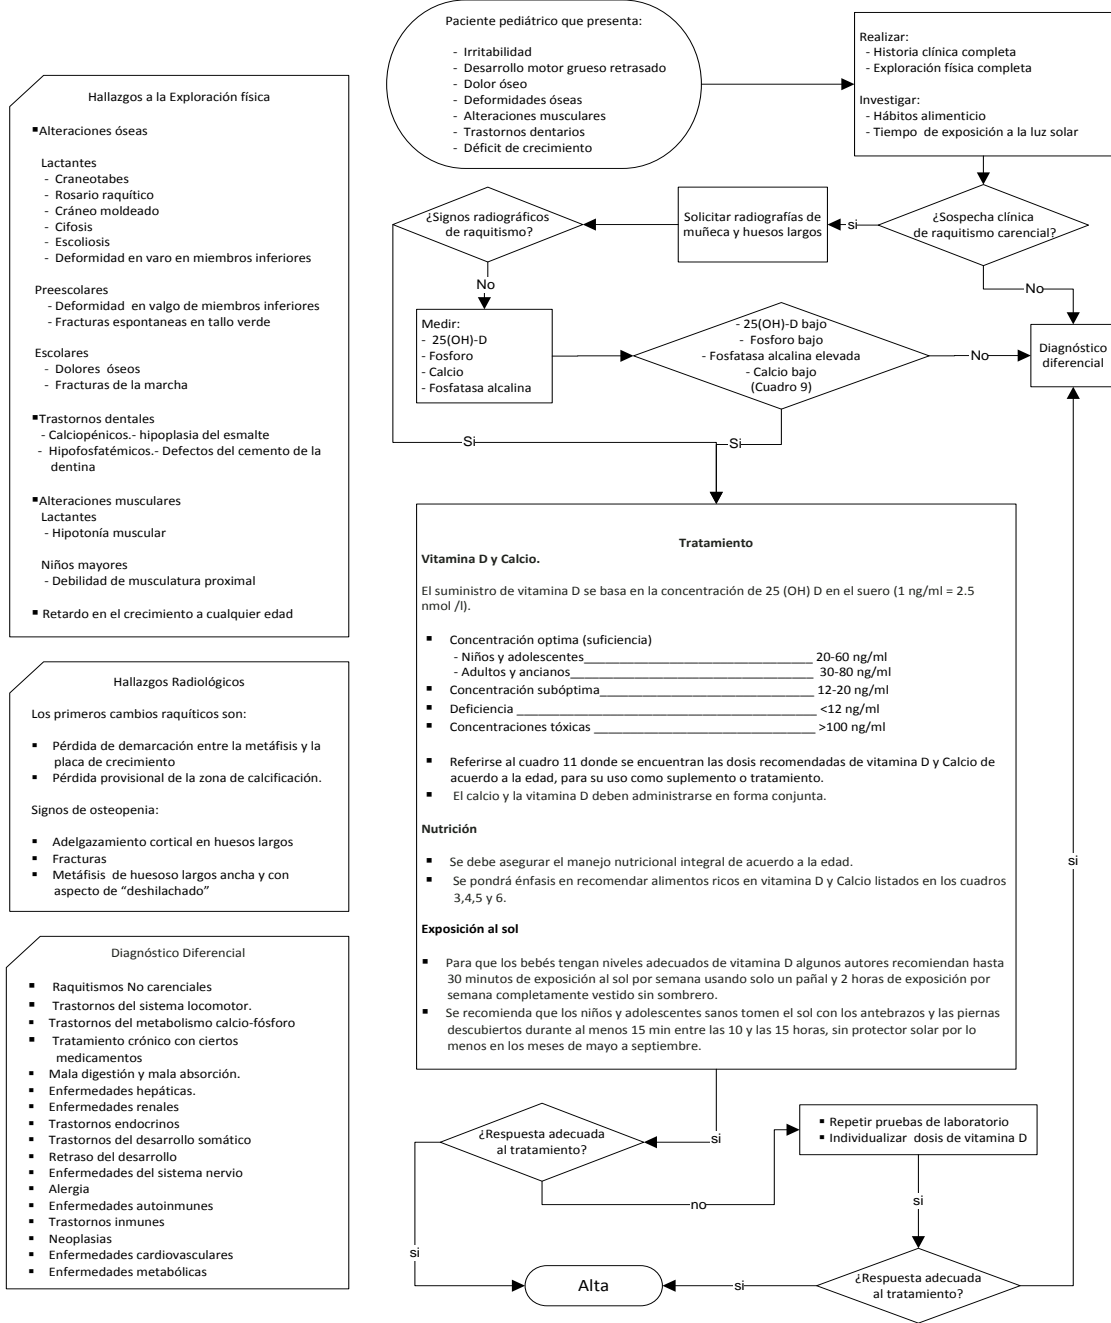 Paciente pediátrico que presenta:
- Irritabilidad
- Desarrollo motor grueso retrasado
- Dolor óseo
- Deformidades óseas
- Alteraciones musculares
- Trastornos dentarios
- Déficit de crecimiento
Realizar:
- Historia clínica completa
- Exploración física completa
Investigar:
- Hábitos alimenticio
- Tiempo de exposición a la luz solar
¿Sospecha clínica
de raquitismo carencial?
si
No
Solicitar radiografías de
muñeca y huesos largos
¿Signos radiográficos
de raquitismo?
No
Si
Medir:
- 25(OH)-D
- Fosforo
- Calcio
- Fosfatasa alcalina
- 25(OH)-D bajo
- Fosforo bajo
- Fosfatasa alcalina elevada
- Calcio bajo
(Cuadro 9)
No
Si
Diagnóstico
diferencial
Hallazgos a la Exploración física
▪Alteraciones óseas
Lactantes
- Craneotabes
- Rosario raquítico
- Cráneo moldeado
- Cifosis
- Escoliosis
- Deformidad en varo en miembros inferiores
Preescolares
- Deformidad en valgo de miembros inferiores
- Fracturas espontaneas en tallo verde
Escolares
- Dolores óseos
- Fracturas de la marcha
▪Trastornos dentales
- Calciopénicos.- hipoplasia del esmalte
- Hipofosfatémicos.- Defectos del cemento de la
dentina
▪Alteraciones musculares
Lactantes
- Hipotonía muscular
Niños mayores
- Debilidad de musculatura proximal
▪ Retardo en el crecimiento a cualquier edad
Hallazgos Radiológicos
Los primeros cambios raquíticos son:
▪ Pérdida de demarcación entre la metáfisis y la
placa de crecimiento
▪ Pérdida provisional de la zona de calcificación.
Signos de osteopenia:
▪ Adelgazamiento cortical en huesos largos
▪ Fracturas
▪ Metáfisis de huesoso largos ancha y con
aspecto de “deshilachado”
Diagnóstico Diferencial
▪ Raquitismos No carenciales
▪ Trastornos del sistema locomotor.
▪ Trastornos del metabolismo calcio-fósforo
▪ Tratamiento crónico con ciertos
medicamentos
▪ Mala digestión y mala absorción.
▪ Enfermedades hepáticas.
▪ Enfermedades renales
▪ Trastornos endocrinos
▪ Trastornos del desarrollo somático
▪ Retraso del desarrollo
▪ Enfermedades del sistema nervio
▪ Alergia
▪ Enfermedades autoinmunes
▪ Trastornos inmunes
▪ Neoplasias
▪ Enfermedades cardiovasculares
▪ Enfermedades metabólicas
Tratamiento
Vitamina D y Calcio.
El suministro de vitamina D se basa en la concentración de 25 (OH) D en el suero (1 ng/ml = 2.5
nmol /l).
▪ Concentración optima (suficiencia)
- Niños y adolescentes________________________________ 20-60 ng/ml
- Adultos y ancianos__________________________________ 30-80 ng/ml
▪ Concentración subóptima______________________________ 12-20 ng/ml
▪ Deficiencia __________________________________________ <12 ng/ml
▪ Concentraciones tóxicas _______________________________ >100 ng/ml
▪ Referirse al cuadro 11 donde se encuentran las dosis recomendadas de vitamina D y Calcio de
acuerdo a la edad, para su uso como suplemento o tratamiento.
▪ El calcio y la vitamina D deben administrarse en forma conjunta.
Nutrición
▪ Se debe asegurar el manejo nutricional integral de acuerdo a la edad.
▪ Se pondrá énfasis en recomendar alimentos ricos en vitamina D y Calcio listados en los cuadros
3,4,5 y 6.
Exposición al sol
▪ Para que los bebés tengan niveles adecuados de vitamina D algunos autores recomiendan hasta
30 minutos de exposición al sol por semana usando solo un pañal y 2 horas de exposición por
semana completamente vestido sin sombrero.
▪ Se recomienda que los niños y adolescentes sanos tomen el sol con los antebrazos y las piernas
descubiertos durante al menos 15 min entre las 10 y las 15 horas, sin protector solar por lo
menos en los meses de mayo a septiembre.
si
¿Respuesta adecuada
al tratamiento?
si
no
▪ Repetir pruebas de laboratorio
▪ Individualizar dosis de vitamina D
si
¿Respuesta adecuada
al tratamiento?
si
si
Alta